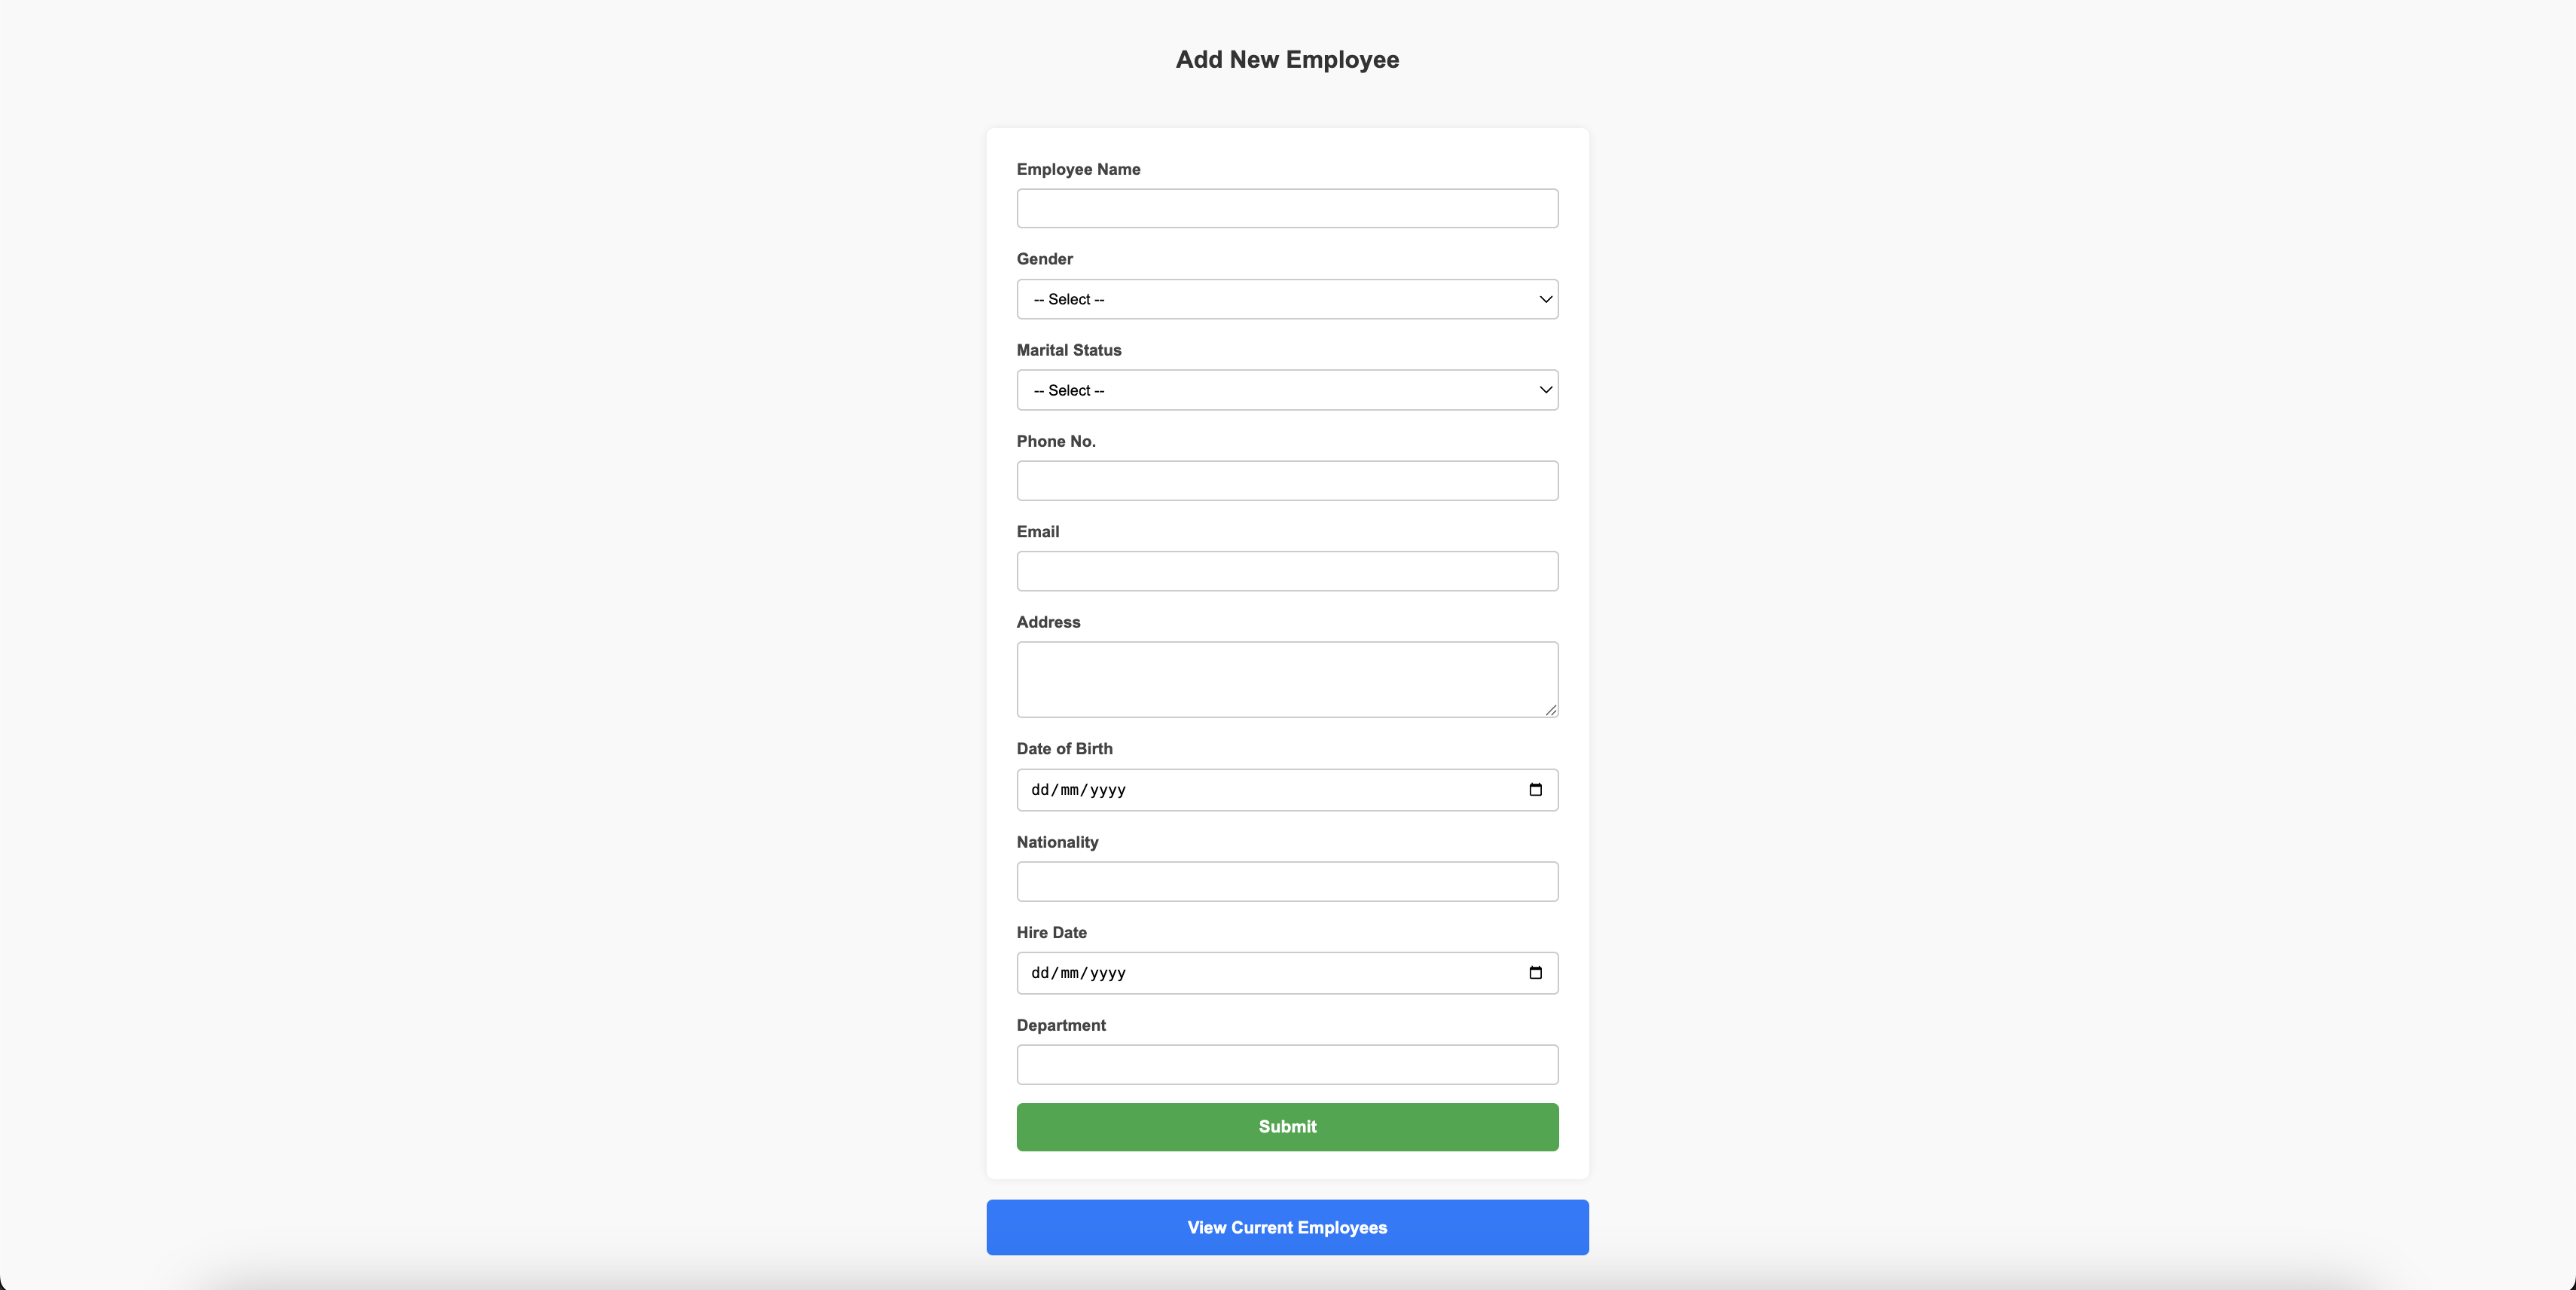 Add New Employee
Employee Name
Gender
-- Select --
Marital Status
-- Select --
Phone No.
Email
Address
Date of Birth
dd/mm/yyyy
Nationality
Hire Date
dd/mm/yyyy
Department
Submit
View Current Employees